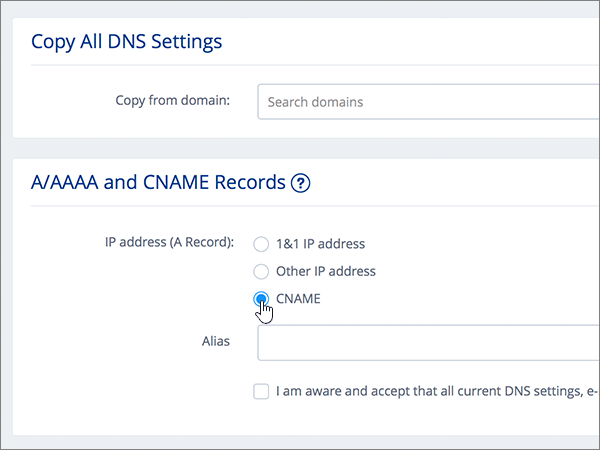 Copy All DNS Settings
Copy from domain:
Search domains
A/AAAA and CNAME Records ?
IP address (A Record):
1&1 IP address
Other IP address
CNAME
Alias
I am aware and accept that all current DNS settings, e-